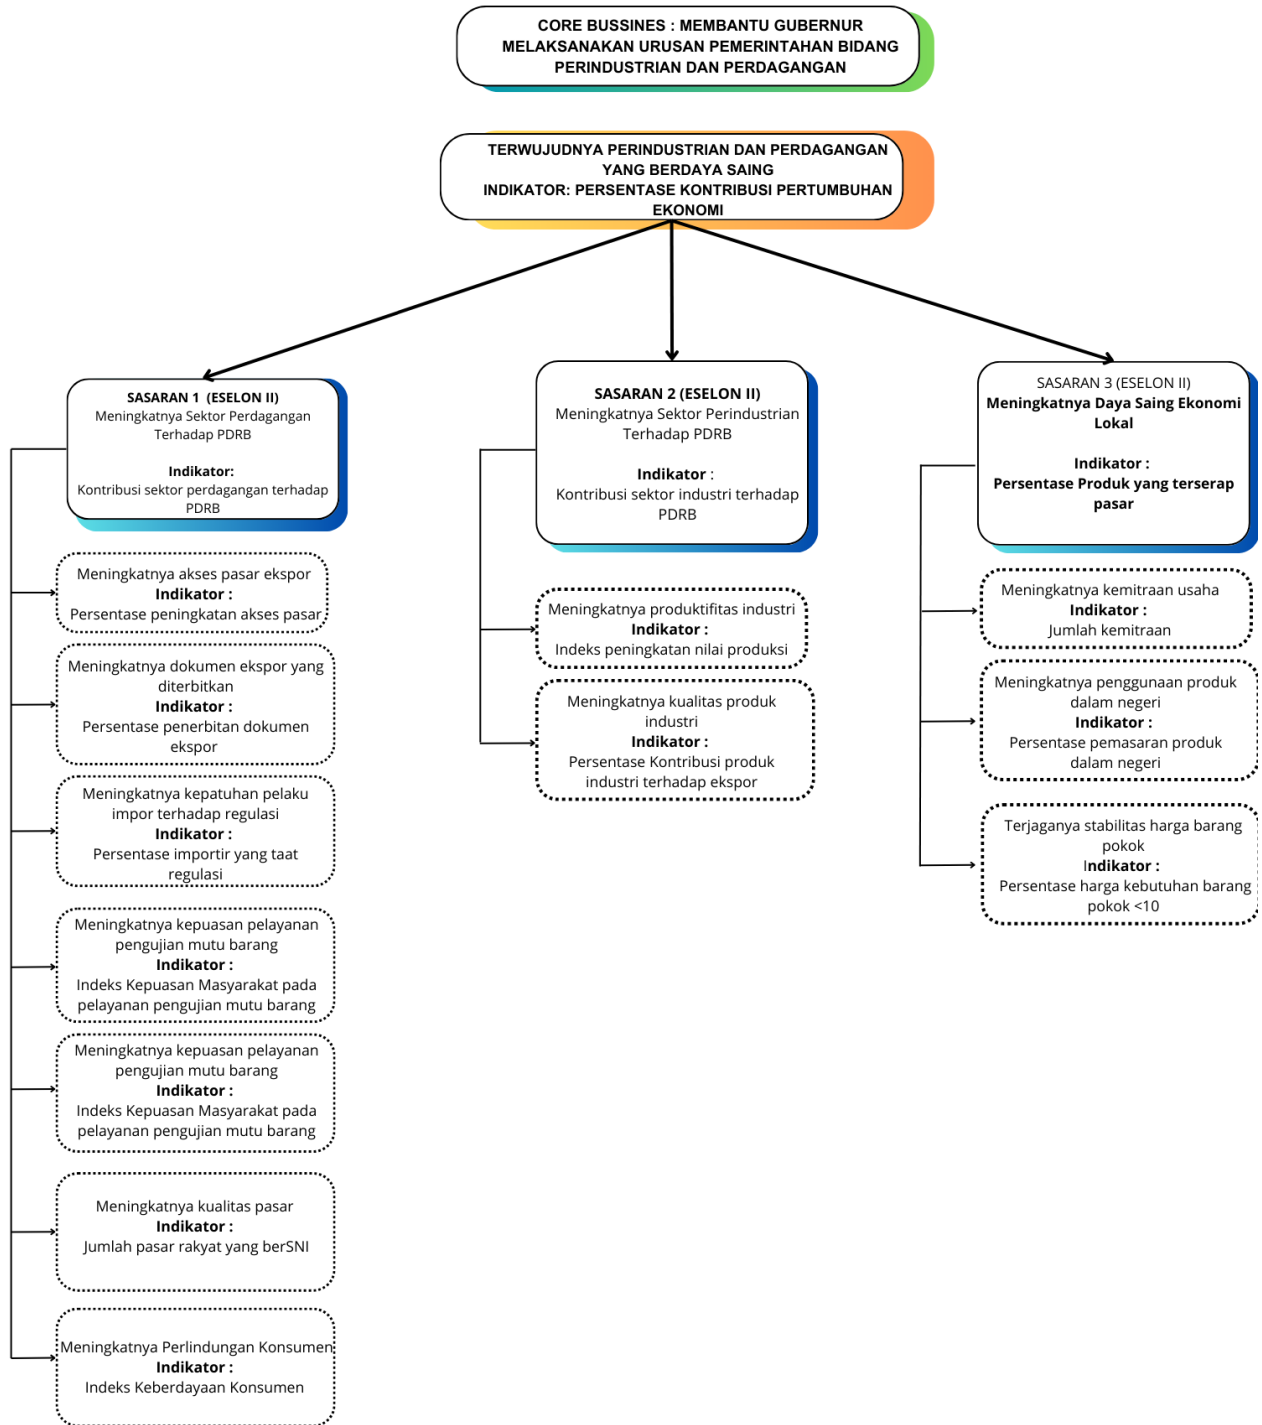 CORE BUSSINES : MEMBANTU GUBERNUR
MELAKSANAKAN URUSAN PEMERINTAHAN BIDANG
PERINDUSTRIAN DAN PERDAGANGAN
TERWUJUDNYA PERINDUSTRIAN DAN PERDAGANGAN
YANG BERDAYA SAING
INDIKATOR: PERSENTASE KONTRIBUSI PERTUMBUHAN
EKONOMI
SASARAN 1 (ESELON II)
Meningkatnya Sektor Perdagangan
Terhadap PDRB
Indikator:
Kontribusi sektor perdagangan terhadap
PDRB
Meningkatnya akses pasar ekspor
Indikator :
Persentase peningkatan akses pasar
Meningkatnya dokumen ekspor yang
diterbitkan
Indikator :
Persentase penerbitan dokumen
ekspor
Meningkatnya kepatuhan pelaku
impor terhadap regulasi
Indikator :
Persentase importir yang taat
regulasi
Meningkatnya kepuasan pelayanan
pengujian mutu barang
Indikator :
Indeks Kepuasan Masyarakat pada
pelayanan pengujian mutu barang
Meningkatnya kepuasan pelayanan
pengujian mutu barang
Indikator :
Indeks Kepuasan Masyarakat pada
pelayanan pengujian mutu barang
Meningkatnya kualitas pasar
Indikator :
Jumlah pasar rakyat yang berSNI
Meningkatnya Perlindungan Konsumen
Indikator :
Indeks Keberdayaan Konsumen
SASARAN 2 (ESELON II)
Meningkatnya Sektor Perindustrian
Terhadap PDRB
Indikator :
Kontribusi sektor industri terhadap
PDRB
Meningkatnya produktifitas industri
Indikator :
Indeks peningkatan nilai produksi
Meningkatnya kualitas produk
industri
Indikator :
Persentase Kontribusi produk
industri terhadap ekspor
SASARAN 3 (ESELON II)
Meningkatnya Daya Saing Ekonomi
Lokal
Indikator :
Persentase Produk yang terserap
pasar
Meningkatnya kemitraan usaha
Indikator :
Jumlah kemitraan
Meningkatnya penggunaan produk
dalam negeri
Indikator :
Persentase pemasaran produk
dalam negeri
Terjaganya stabilitas harga barang
pokok
Indikator :
Persentase harga kebutuhan barang
pokok <10